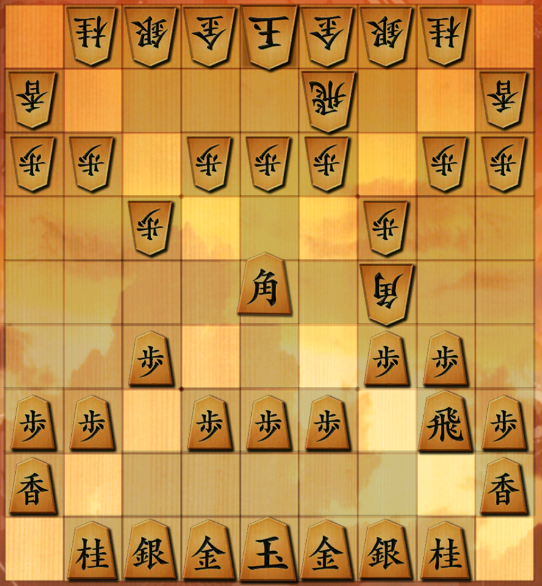 桂 銀 金 玉 金 銀 桂
香 飛 香
歩 歩 歩 歩 歩 歩 歩
歩 歩
角 角
歩 歩 歩
歩 歩 歩 歩 歩 飛 歩
香 香
桂 銀 金 玉 金 銀 桂